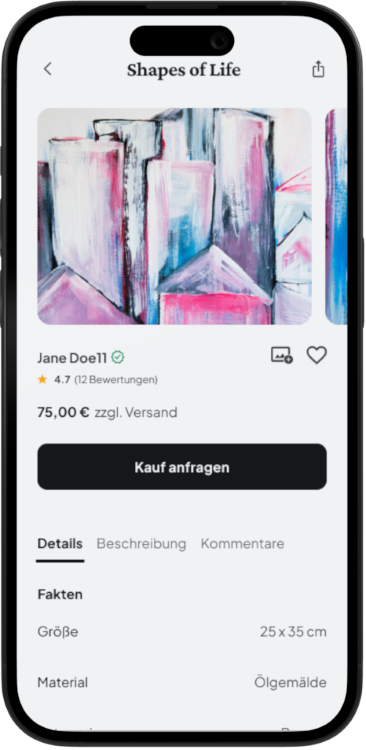 Shapes of Life
Jane Doe11
4.7 (12 Bewertungen)
75,00 € zzgl. Versand
Kauf anfragen
Details Beschreibung Kommentare
Fakten
Größe 25 x 35 cm
Material Ölgemälde